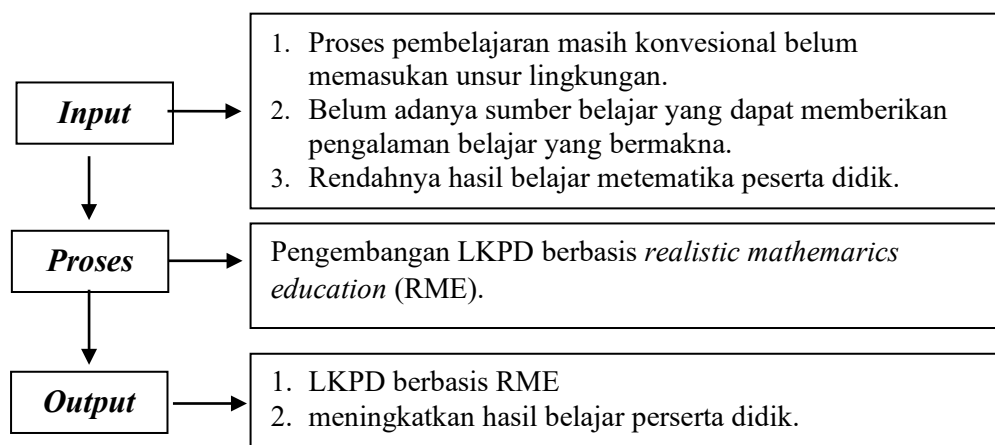 Input
1. Proses pembelajaran masih konvesional belum
memasukan unsur lingkungan.
2. Belum adanya sumber belajar yang dapat memberikan
pengalaman belajar yang bermakna.
3. Rendahnya hasil belajar metematika peserta didik.
Proses
Pengembangan LKPD berbasis realistic mathemarics
education (RME).
Output
1. LKPD berbasis RME
2. meningkatkan hasil belajar perserta didik.